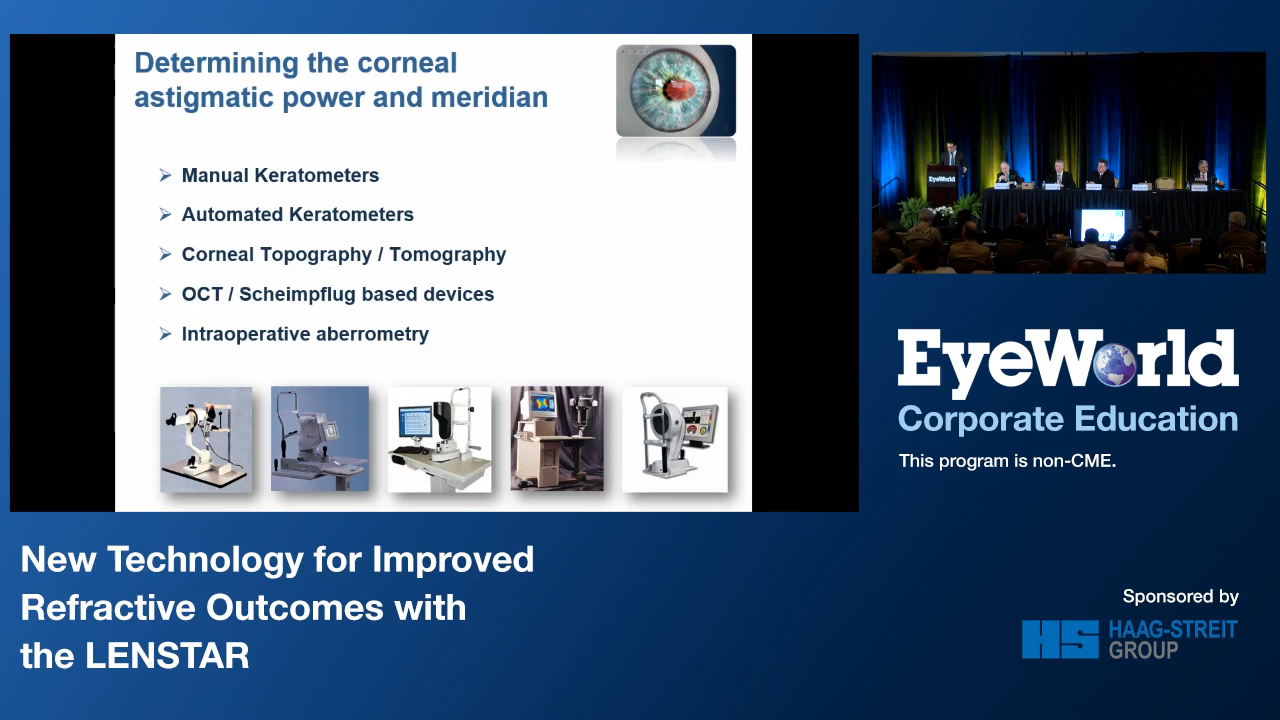 Determining the corneal
astigmatic power and meridian
➢ Manual Keratometers
➢ Automated Keratometers
➢ Corneal Topography / Tomography
➢ OCT / Scheimpflug based devices
➢ Intraoperative aberrometry
EyeWorld
EyeWorld
Corporate Education
This program is non-CME.
New Technology for Improved
Refractive Outcomes with
the LENSTAR
Sponsored by
HS HAAG-STREIT
GROUP